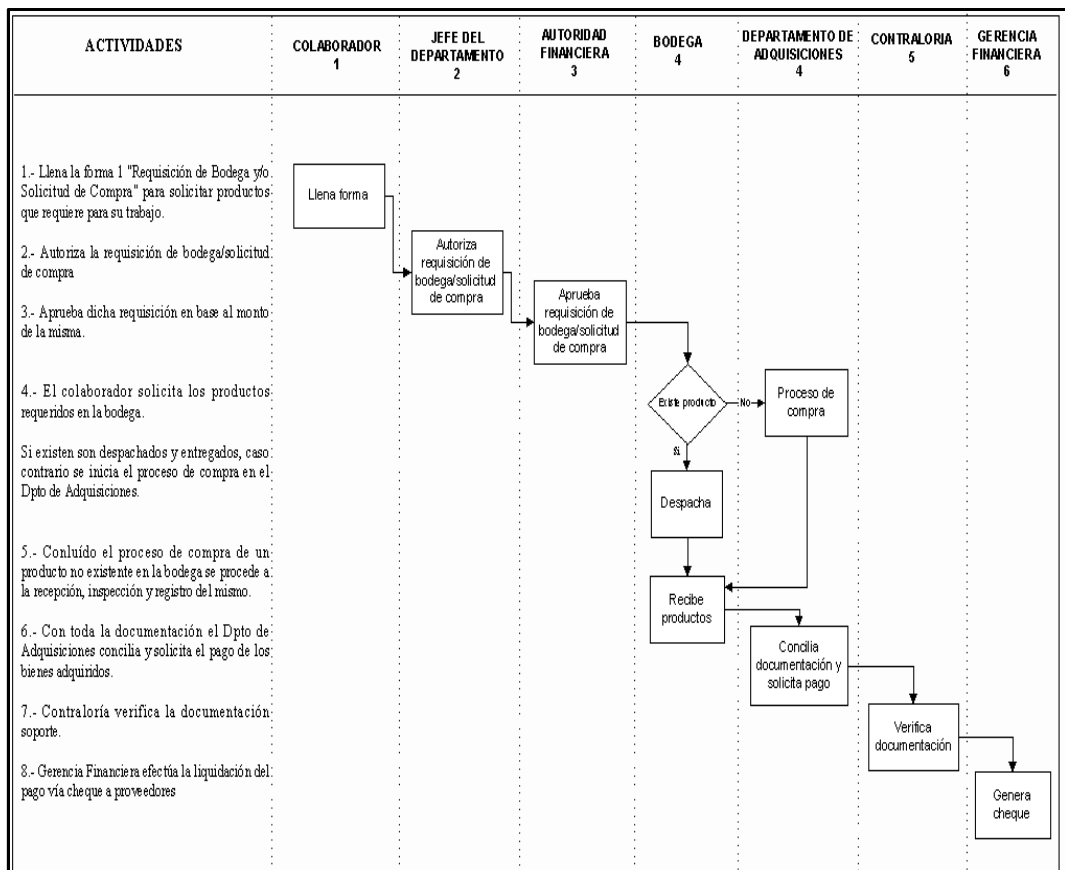 ACTIVIDADES
COLABORADOR
1
JEFE DEL
DEPARTAMENTO
2
AUTORIDAD
FINANCIERA
3
BODEGA
4
DEPARTAMENTO DE
ADQUISICIONES
4
CONTRALORIA
5
GERENCIA
FINANCIERA
6
1.- Llena la forma 1 "Requisición de Bodega y/o
Solicitud de Compra" para solicitar productos
que requiere para su trabajo.
2.- Autoriza la requisición de bodega/solicitud
de compra
3.- Aprueba dicha requisición en base al monto
de la misma.
4.- El colaborador solicita los productos
requeridos en la bodega.
Si existen son despachados y entregados, caso
contrario se inicia el proceso de compra en el
Dpto de Adquisiciones.
5.- Conluído el proceso de compra de un
producto no existente en la bodega se procede a
la recepción, inspección y registro del mismo.
6.- Con toda la documentación el Dpto de
Adquisiciones concilia y solicita el pago de los
bienes adquiridos.
7.- Contraloría verifica la documentación
soporte.
8.- Gerencia Financiera efectúa la liquidación del
pago vía cheque a proveedores
Llena forma
Autoriza
requisición de
bodega/solicitud
de compra
Aprueba
requisición de
bodega/solicitud
de compra
Existe producto
No
Proceso de
compra
Si
Despacha
Recibe
productos
Concilia
documentación y
solicita pago
Verifica
documentación
Genera
cheque